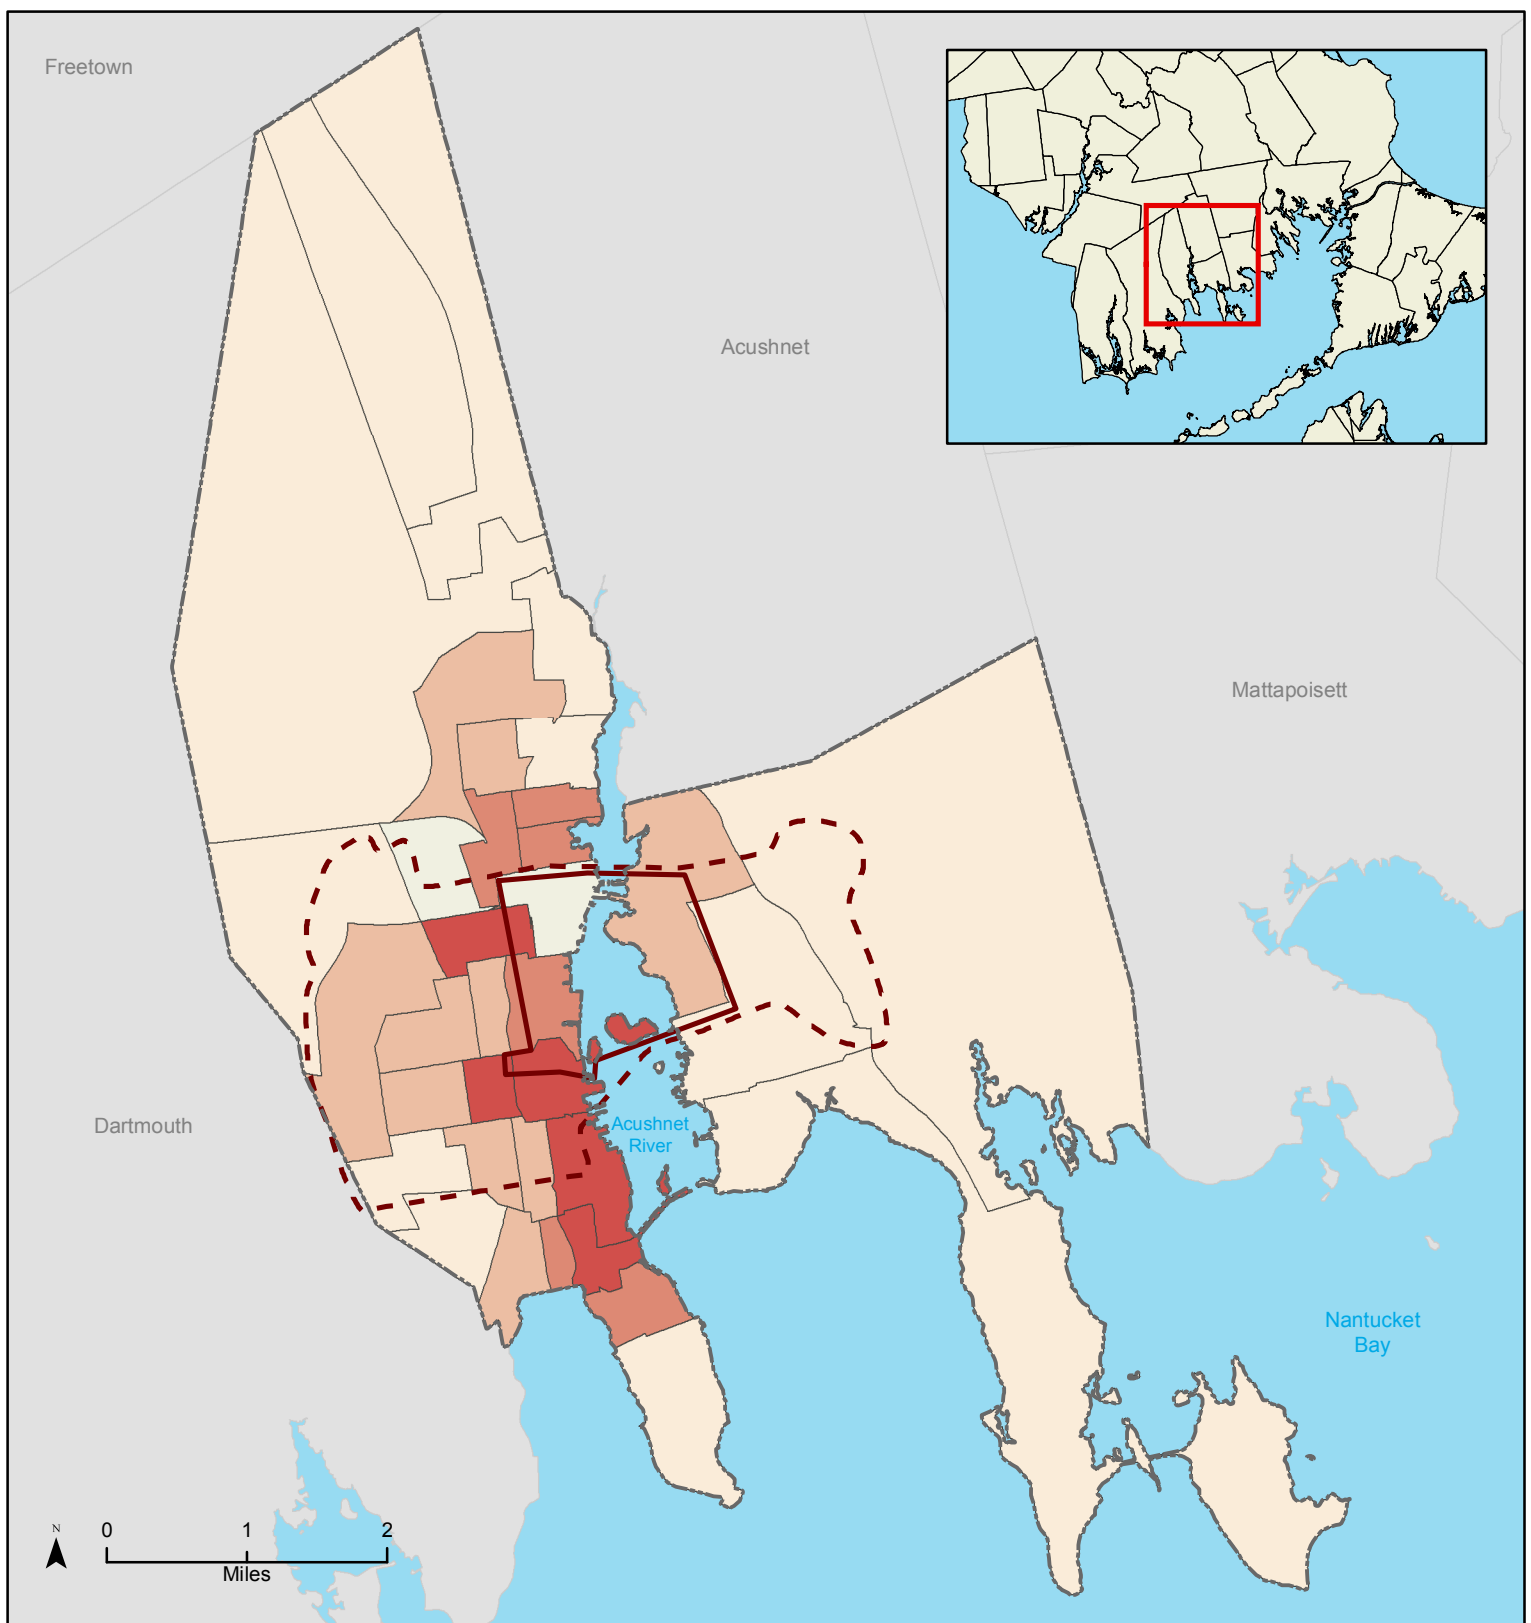 Freetown
Acushnet
Mattapoisett
Dartmouth
Acushnet
River
Nantucket
Bay
N
0 1 2
Miles